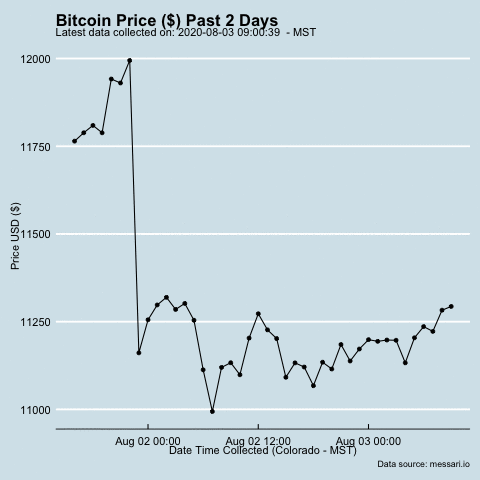 Bitcoin Price ($) Past 2 Days
Latest data collected on: 2020-08-03 09:00:39 - MST
12000
11750
11500
11250
11000
Price USD ($)
Aug 02 00:00 Aug 02 12:00 Aug 03 00:00
Date Time Collected (Colorado - MST)
Data source: messari.io